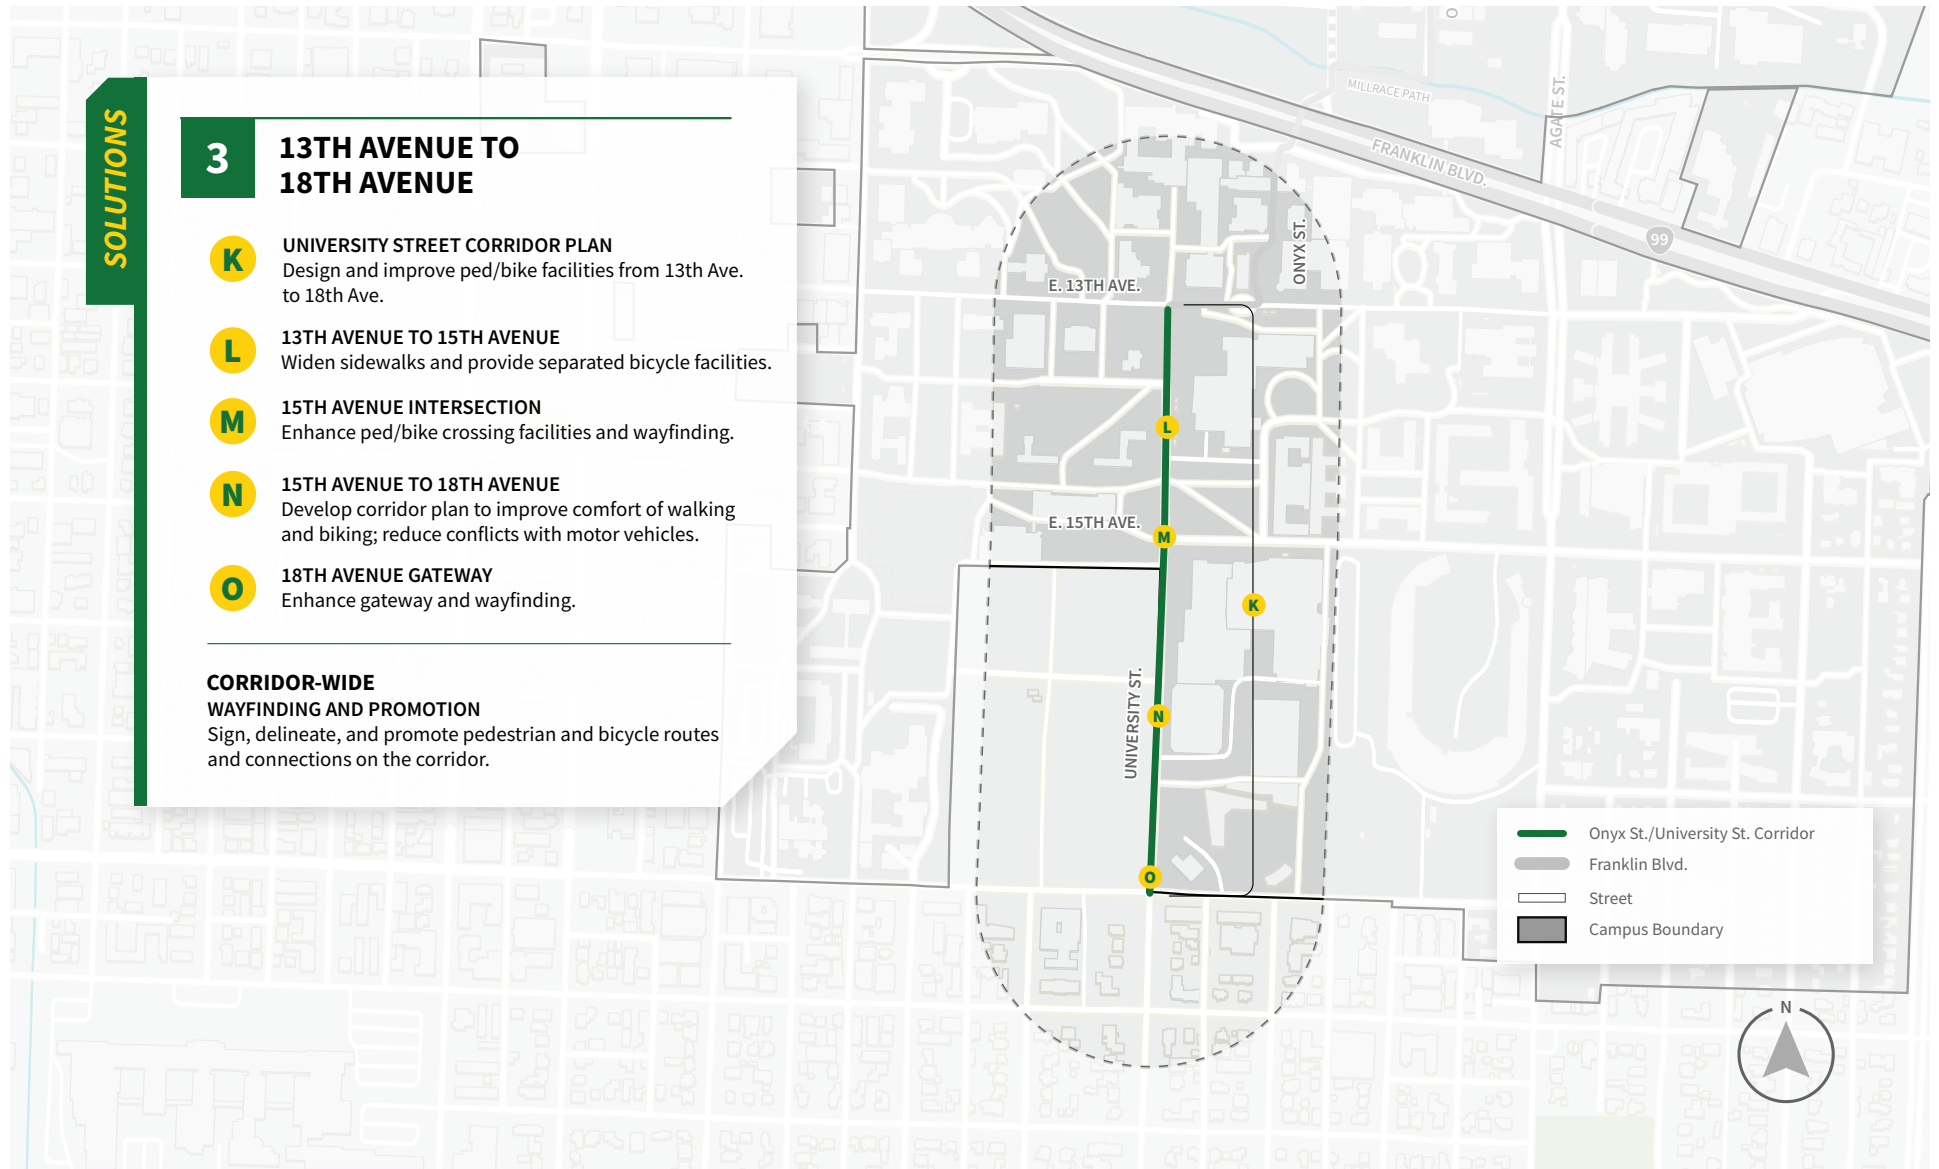 SOLUTIONS
3
13TH AVENUE TO
18TH AVENUE
K
UNIVERSITY STREET CORRIDOR PLAN
Design and improve ped/bike facilities from 13th Ave.
to 18th Ave.
L
13TH AVENUE TO 15TH AVENUE
Widen sidewalks and provide separated bicycle facilities.
M
15TH AVENUE INTERSECTION
Enhance ped/bike crossing facilities and wayfinding.
N
15TH AVENUE TO 18TH AVENUE
Develop corridor plan to improve comfort of walking
and biking; reduce conflicts with motor vehicles.
O
18TH AVENUE GATEWAY
Enhance gateway and wayfinding.
CORRIDOR-WIDE
WAYFINDING AND PROMOTION
Sign, delineate, and promote pedestrian and bicycle routes
and connections on the corridor.
O
MILLRACE PATH
AGATE ST.
FRANKLIN BLVD.
99
ONYX ST.
E. 13TH AVE.
L
E. 15TH AVE.
M
K
UNIVERSITY ST.
N
O
Onyx St./University St. Corridor
Franklin Blvd.
Street
Campus Boundary
N